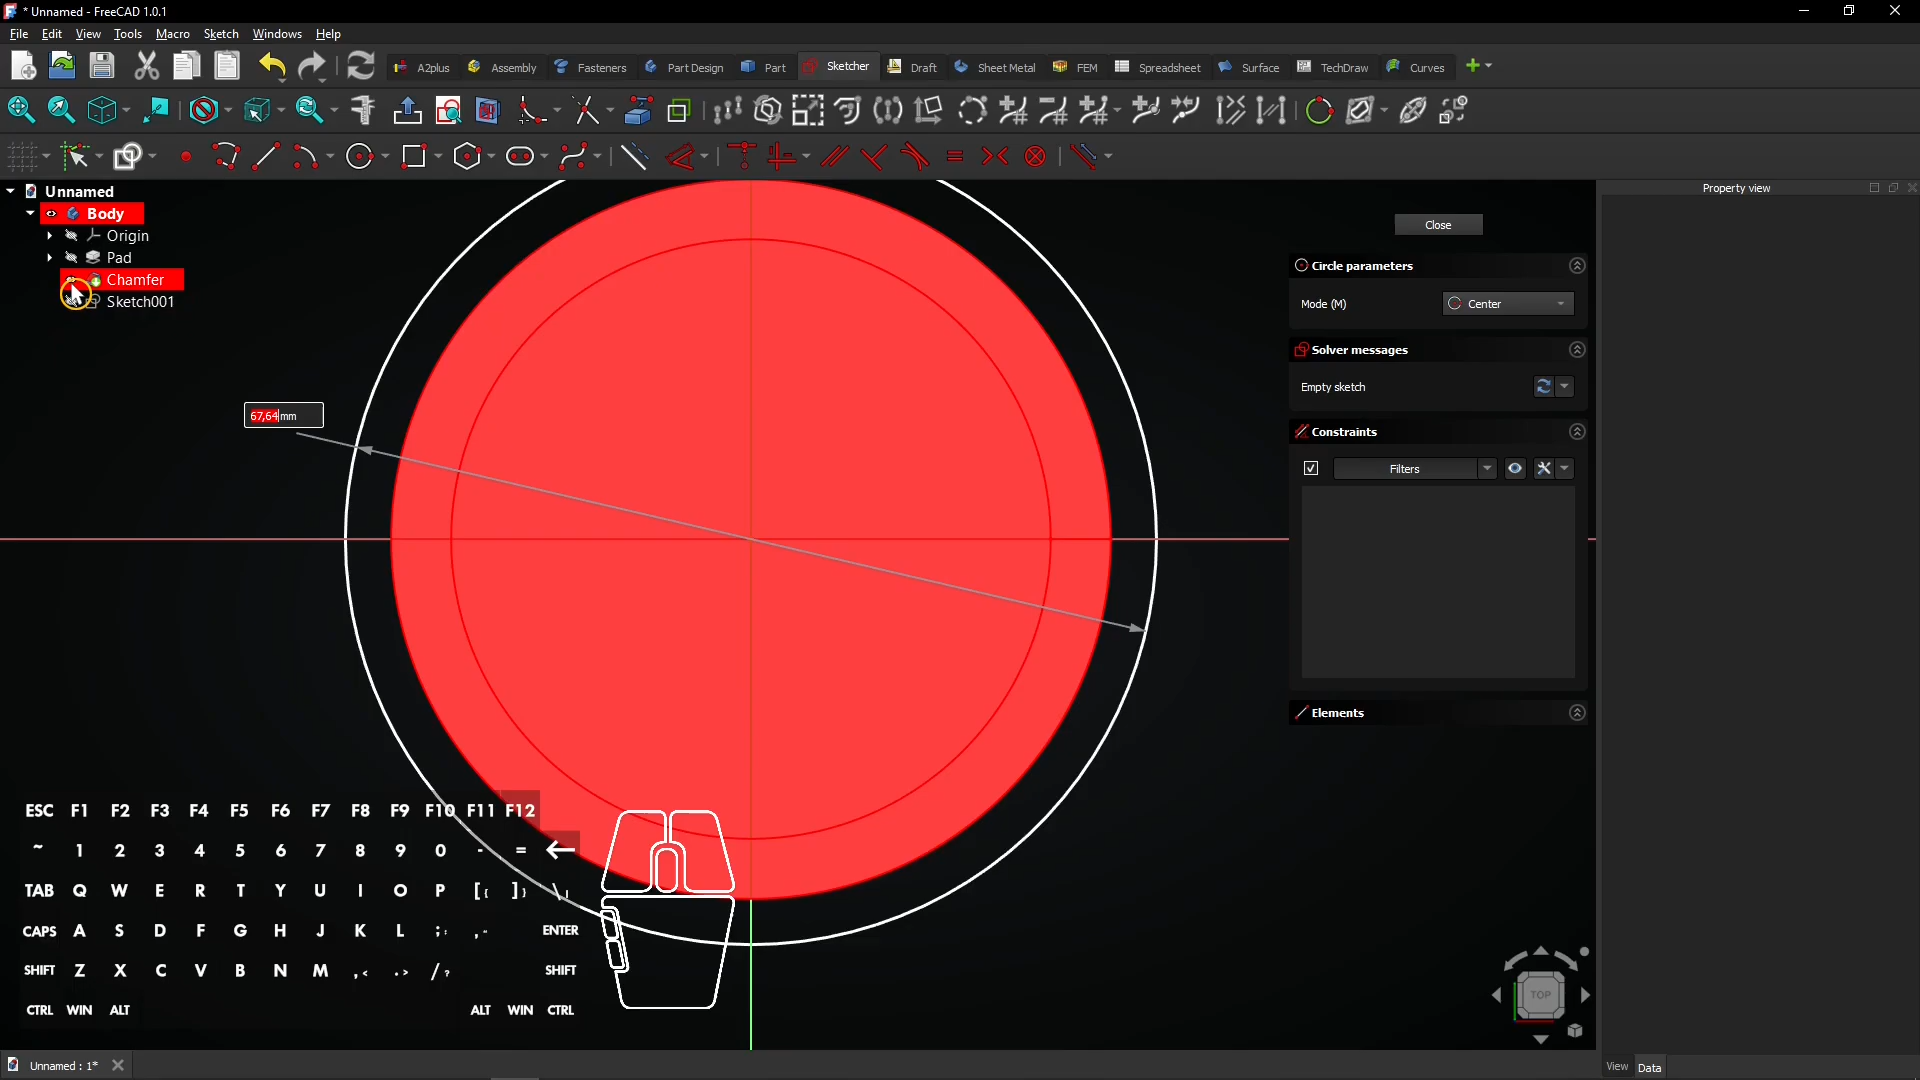 * Unnamed - FreeCAD 1.0.1
File Edit View Tools Macro Sketch Windows Help
A2plus Assembly Fasteners Part Design Part Sketcher Draft Sheet Metal FEM Spreadsheet Surface TechDraw Curves
Unnamed
Body
Origin
Pad
Chamfer
Sketch001
67,64 mm
Property view
Close
Circle parameters
Mode (M) Center
Solver messages
Empty sketch
Constraints
Filters
Elements
ESC F1 F2 F3 F4 F5 F6 F7 F8 F9 F10 F11 F12
~ 1 2 3 4 5 6 7 8 9 0 - = ←
TAB Q W E R T Y U I O P [{ ]} \|
CAPS A S D F G H J K L ;: ,“ ENTER
SHIFT Z X C V B N M ,< .> /? SHIFT
CTRL WIN ALT ALT WIN CTRL
TOP
Unnamed : 1*
View Data